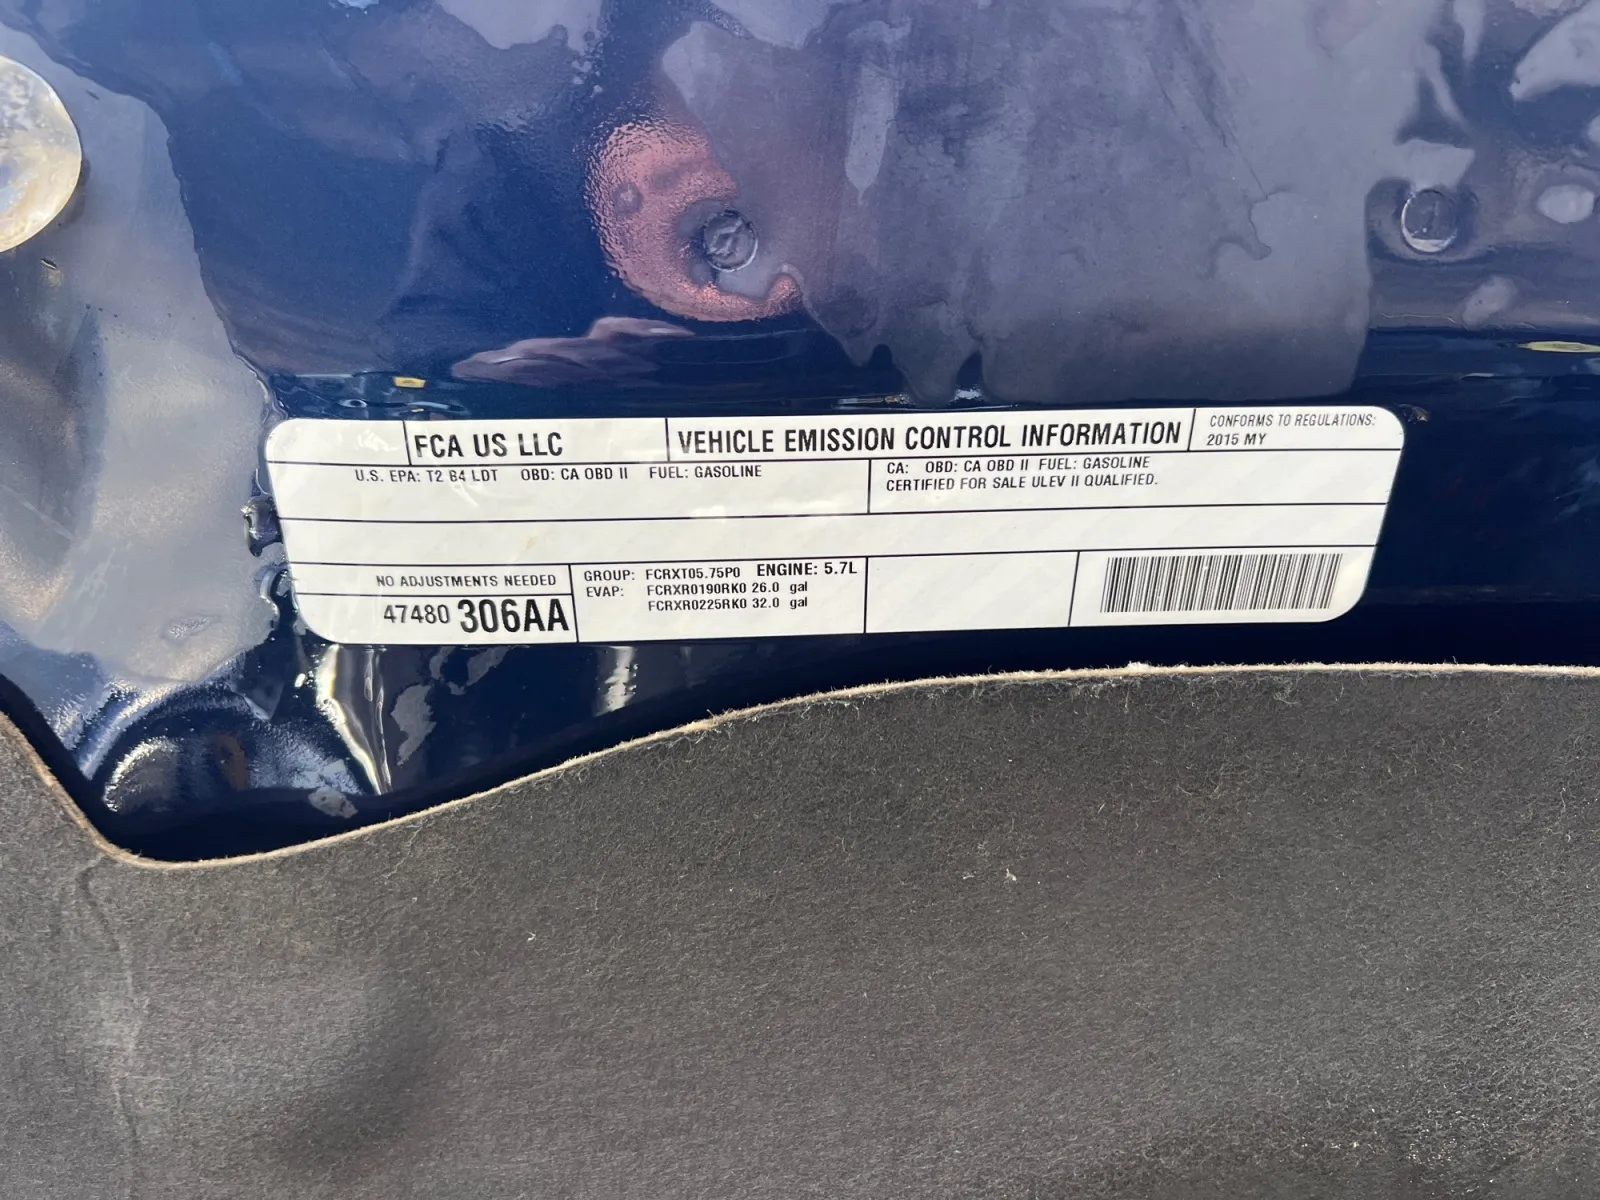 FCA US LLC
VEHICLE EMISSION CONTROL INFORMATION
CONFORMS TO REGULATIONS:
2015 MY
U.S. EPA: T2 B4 LDT OBD: CA OBD II FUEL: GASOLINE
CA: OBD: CA OBD II FUEL: GASOLINE
CERTIFIED FOR SALE ULEV II QUALIFIED.
NO ADJUSTMENTS NEEDED
47480 306AA
GROUP: FCRXT05.75P0 ENGINE: 5.7L
EVAP: FCRXR0190RK0 26.0 gal
FCRXR0225RK0 32.0 gal